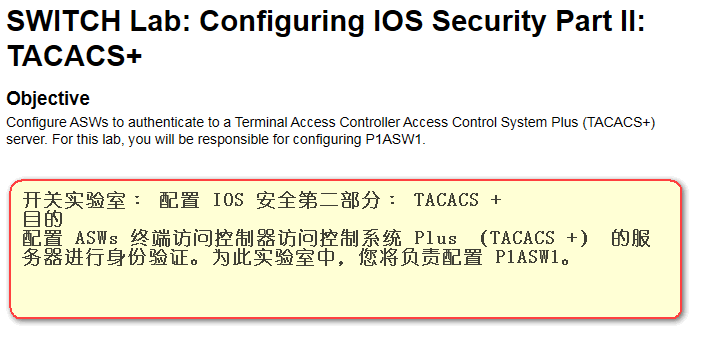 SWITCH Lab: Configuring IOS Security Part II:
TACACS+
Objective
Configure ASWs to authenticate to a Terminal Access Controller Access Control System Plus (TACACS+)
server. For this lab, you will be responsible for configuring P1ASW1.
开关实验室： 配置 IOS 安全第二部分： TACACS +
目的
配置 ASWs 终端访问控制器访问控制系统 Plus （TACACS +） 的服
务器进行身份验证。为此实验室中，您将负责配置 P1ASW1。